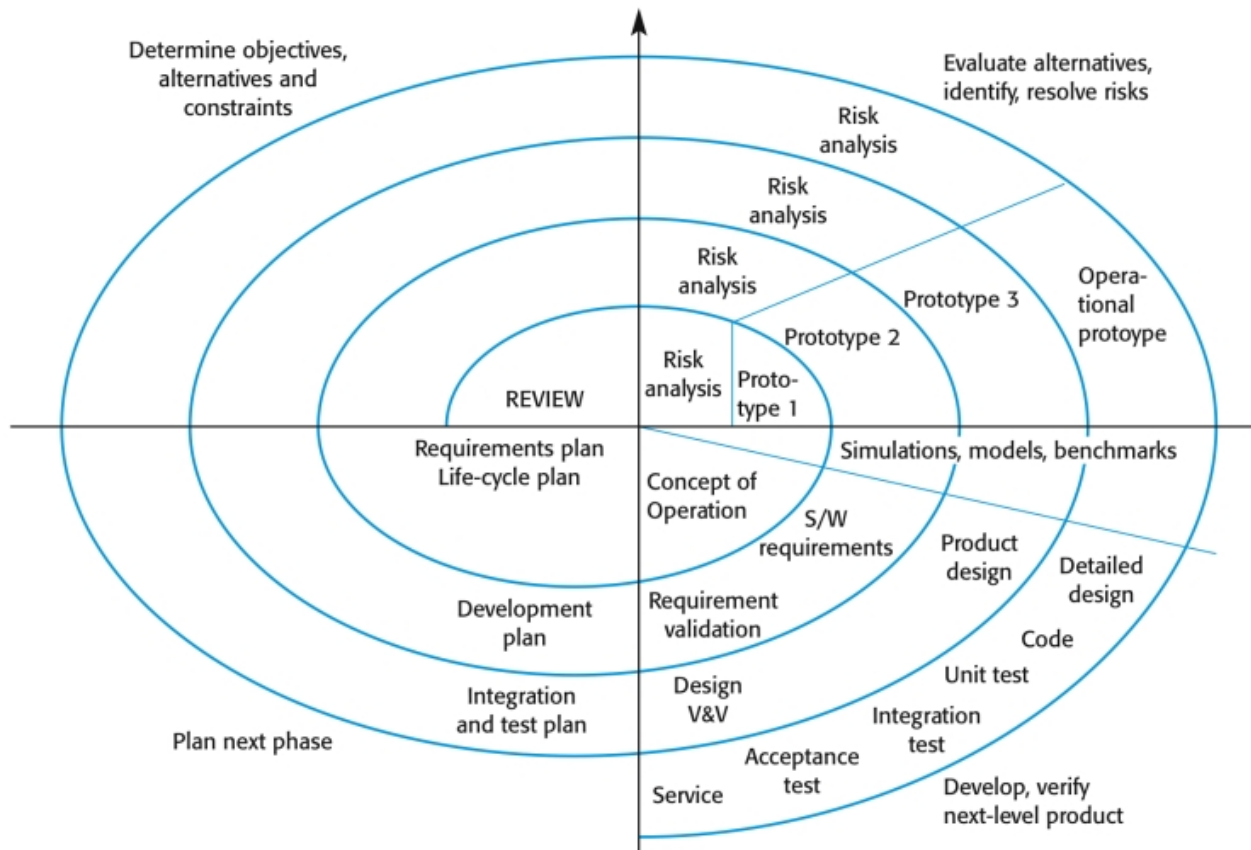 Determine objectives,
alternatives and
constraints
Evaluate alternatives,
identify, resolve risks
Risk
analysis
Risk
analysis
Risk
analysis
Risk
analysis
Proto-
type 1
Prototype 2
Prototype 3
Opera-
tional
protoype
REVIEW
Requirements plan
Life-cycle plan
Development
plan
Integration
and test plan
Plan next phase
Simulations, models, benchmarks
Concept of
Operation
S/W
requirements
Product
design
Detailed
design
Requirement
validation
Code
Unit test
Design
V&V
Integration
test
Acceptance
test
Service
Develop, verify
next-level product